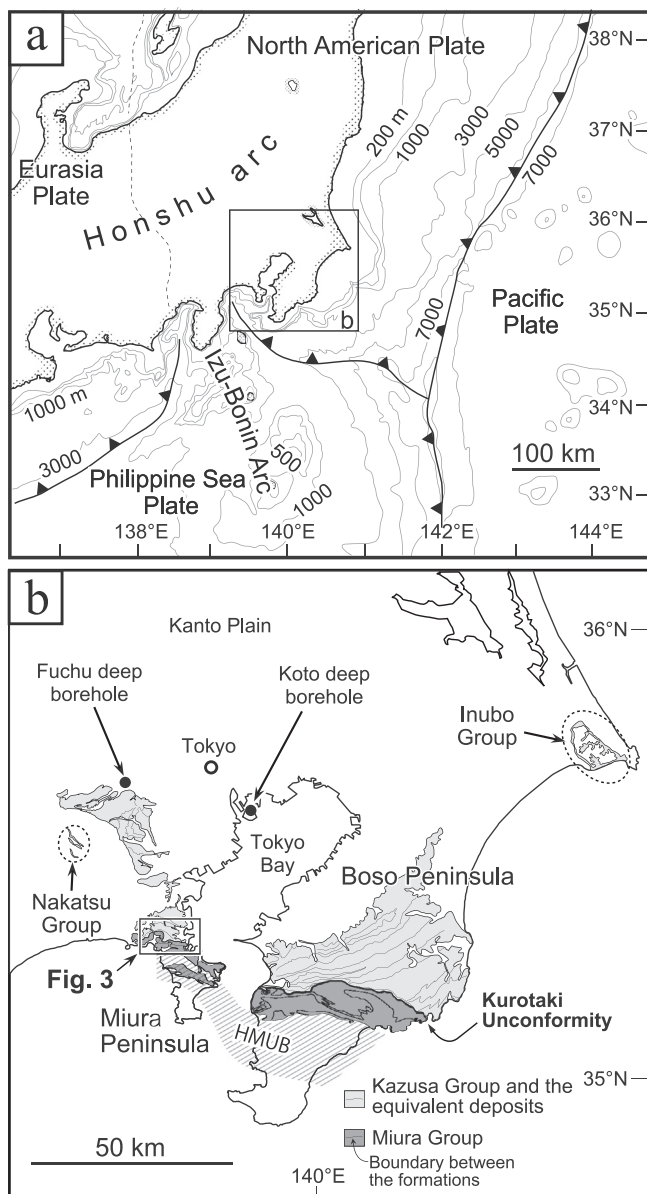 a
North American Plate
38°N
37°N
36°N
35°N
34°N
33°N
Eurasia
Plate
Honshu arc
200 m
1000
3000
5000
7000
b
Pacific
Plate
7000
1000 m
3000
Izu-Bonin Arc
500
1000
Philippine Sea
Plate
100 km
138°E
140°E
142°E
144°E
b
Kanto Plain
36°N
Fuchu deep
borehole
Koto deep
borehole
Inubo
Group
Tokyo
Tokyo
Bay
Boso Peninsula
Nakatsu
Group
Fig. 3
Miura
Peninsula
HMUB
Kurotaki
Unconformity
35°N
Kazusa Group and the
equivalent deposits
Miura Group
Boundary between
the formations
50 km
140°E